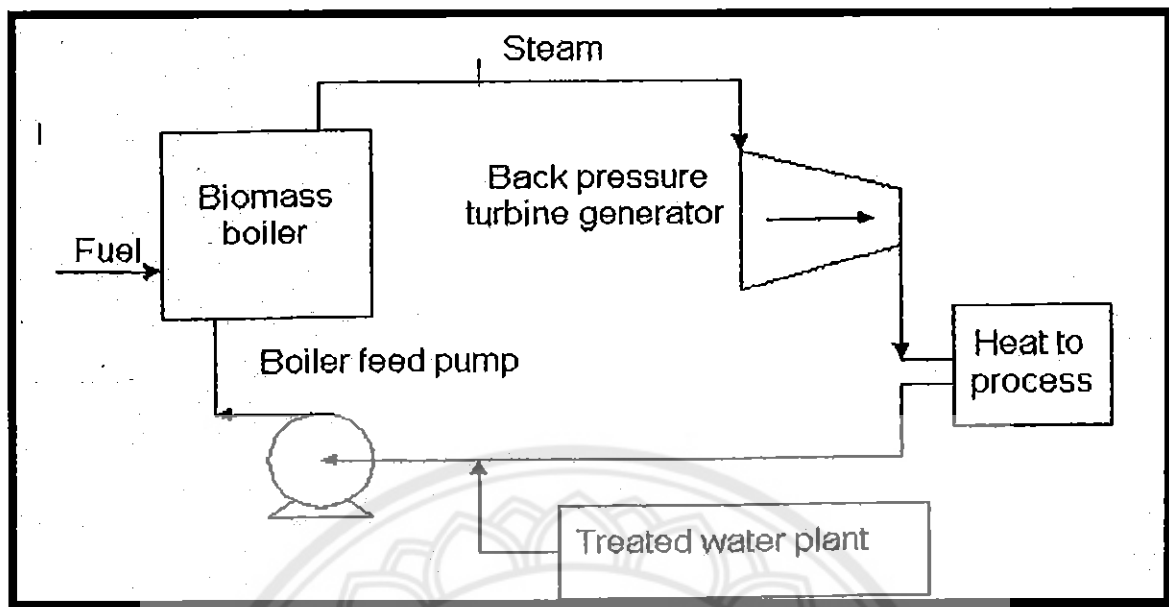 Steam
Biomass
boiler
Back pressure
turbine generator
Fuel
Heat to
process
Boiler feed pump
Treated water plant